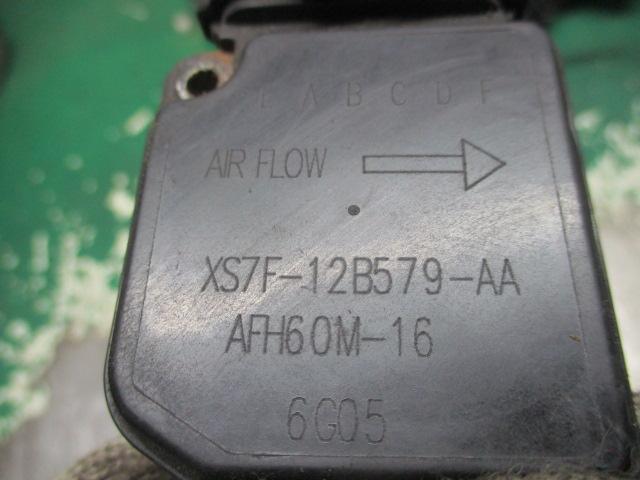 E A B C D F
AIR FLOW
XS7F-12B579-AA
AFH60M-16
6G05